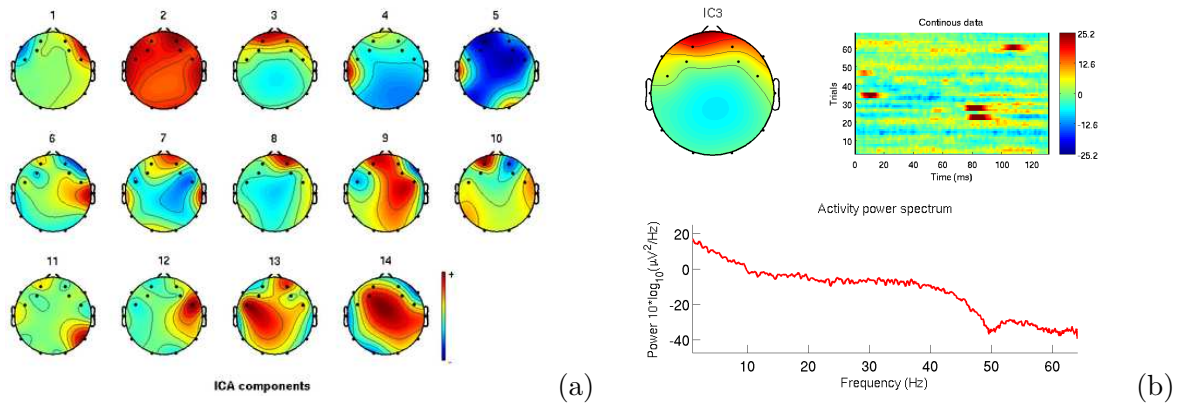 1 2 3 4 5
6 7 8 9 10
11 12 13 14
+
-
ICA components
(a)
IC3
Continous data
Trials
60
50
40
30
20
10
0 20 40 60 80 100 120
Time (ms)
25.2
12.6
0
-12.6
-25.2
Activity power spectrum
Power 10*log10(µV2/Hz)
20
0
-20
-40
10 20 30 40 50 60
Frequency (Hz)
(b)